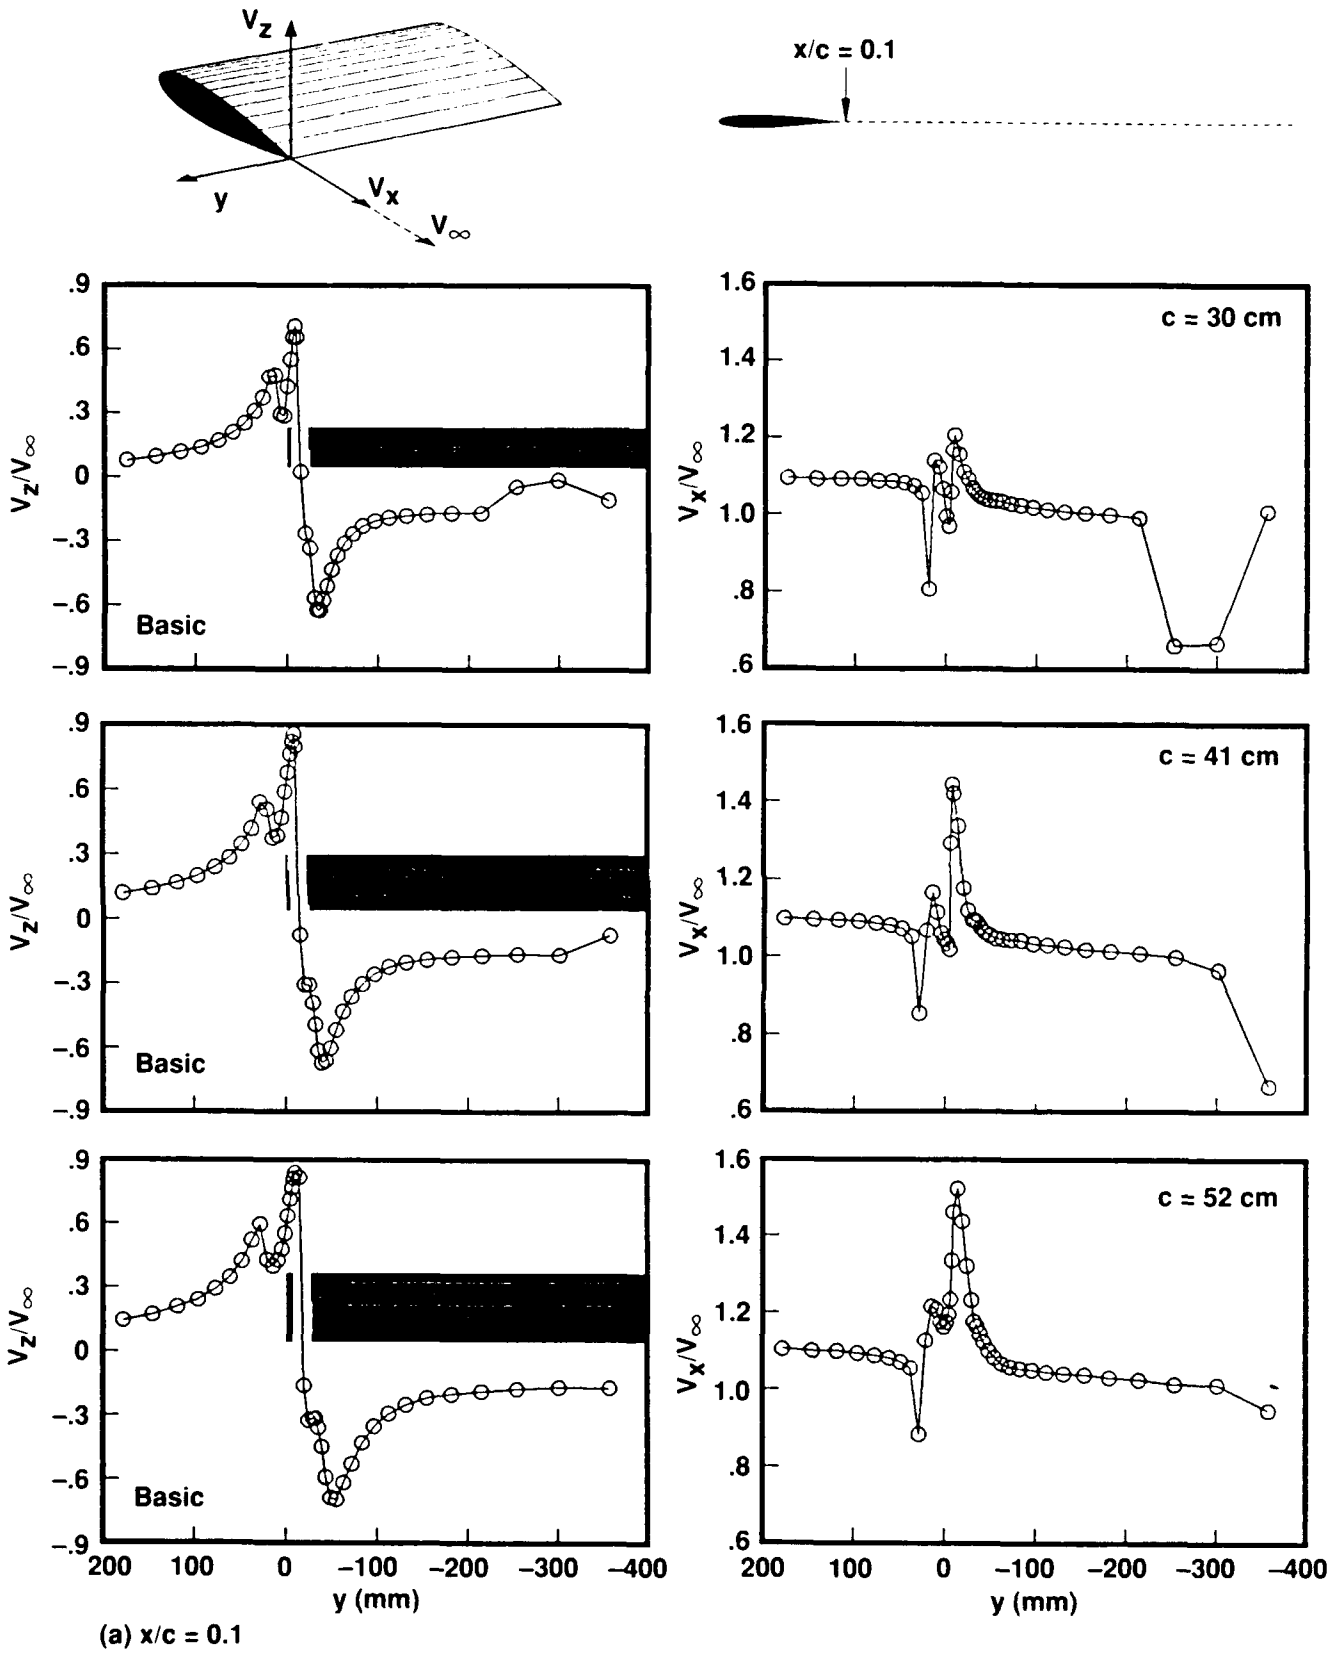 Vz
x/c = 0.1
y
Vx
V∞
.9
.6
.3
0
−.3
−.6
−.9
Vz/V∞
Basic
1.6
1.4
1.2
1.0
.8
.6
Vx/V∞
c = 30 cm
.9
.6
.3
0
−.3
−.6
−.9
Vz/V∞
Basic
1.6
1.4
1.2
1.0
.8
.6
Vx/V∞
c = 41 cm
.9
.6
.3
0
−.3
−.6
−.9
Vz/V∞
Basic
200 100 0 −100 −200 −300 −400
y (mm)
1.6
1.4
1.2
1.0
.8
.6
Vx/V∞
c = 52 cm
200 100 0 −100 −200 −300 −400
y (mm)
(a) x/c = 0.1